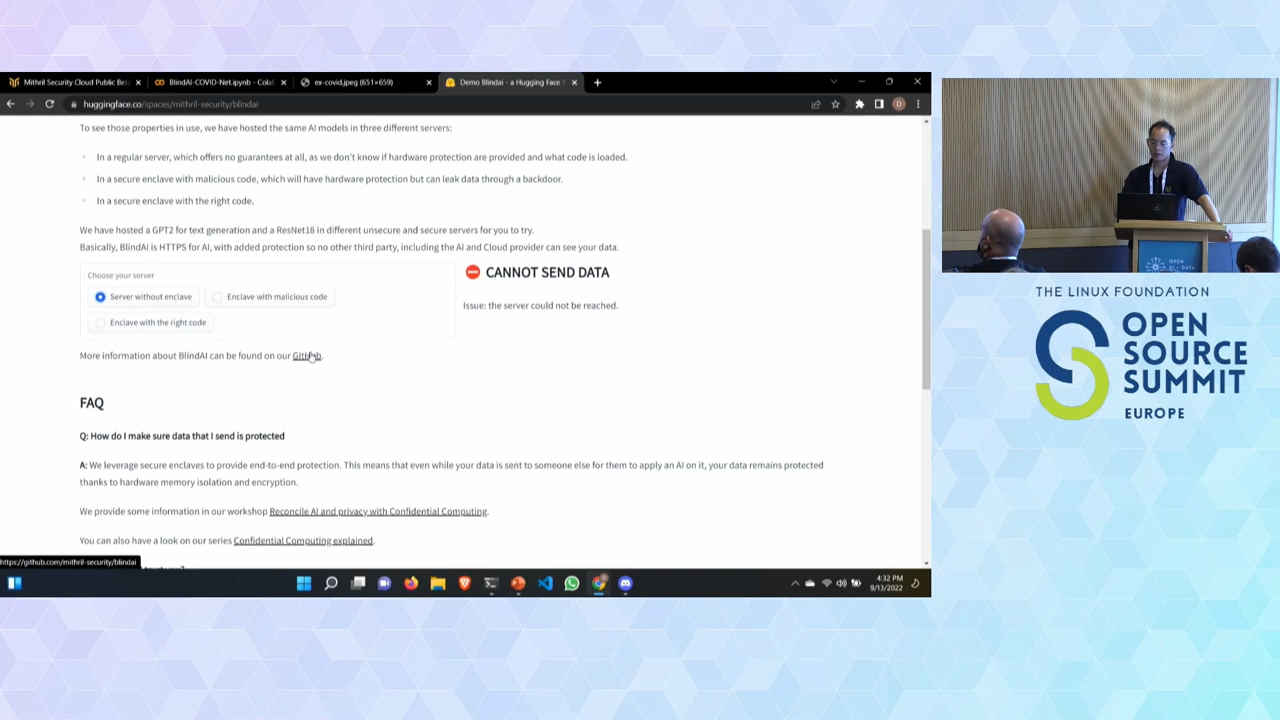 Mithril Security Cloud Public Bet
BlindAI-COVID-Net.ipynb - Colab
ex-covid.jpeg (651×659)
Demo Blindai - a Hugging Face S
huggingface.co/spaces/mithril-security/blindai
To see those properties in use, we have hosted the same AI models in three different servers:
In a regular server, which offers no guarantees at all, as we don't know if hardware protection are provided and what code is loaded.
In a secure enclave with malicious code, which will have hardware protection but can leak data through a backdoor.
In a secure enclave with the right code.
We have hosted a GPT2 for text generation and a ResNet18 in different unsecure and secure servers for you to try.
Basically, BlindAI is HTTPS for AI, with added protection so no other third party, including the AI and Cloud provider can see your data.
Choose your server
Server without enclave
Enclave with malicious code
Enclave with the right code
CANNOT SEND DATA
Issue: the server could not be reached.
More information about BlindAI can be found on our GitHub.
FAQ
Q: How do I make sure data that I send is protected
A: We leverage secure enclaves to provide end-to-end protection. This means that even while your data is sent to someone else for them to apply an AI on it, your data remains protected
thanks to hardware memory isolation and encryption.
We provide some information in our workshop Reconcile AI and privacy with Confidential Computing.
You can also have a look on our series Confidential Computing explained.
https://github.com/mithril-security/blindai
4:32 PM
9/13/2022
OPEN
AI + DATA
THE LINUX FOUNDATION
OPEN
SOURCE
SUMMIT
EUROPE